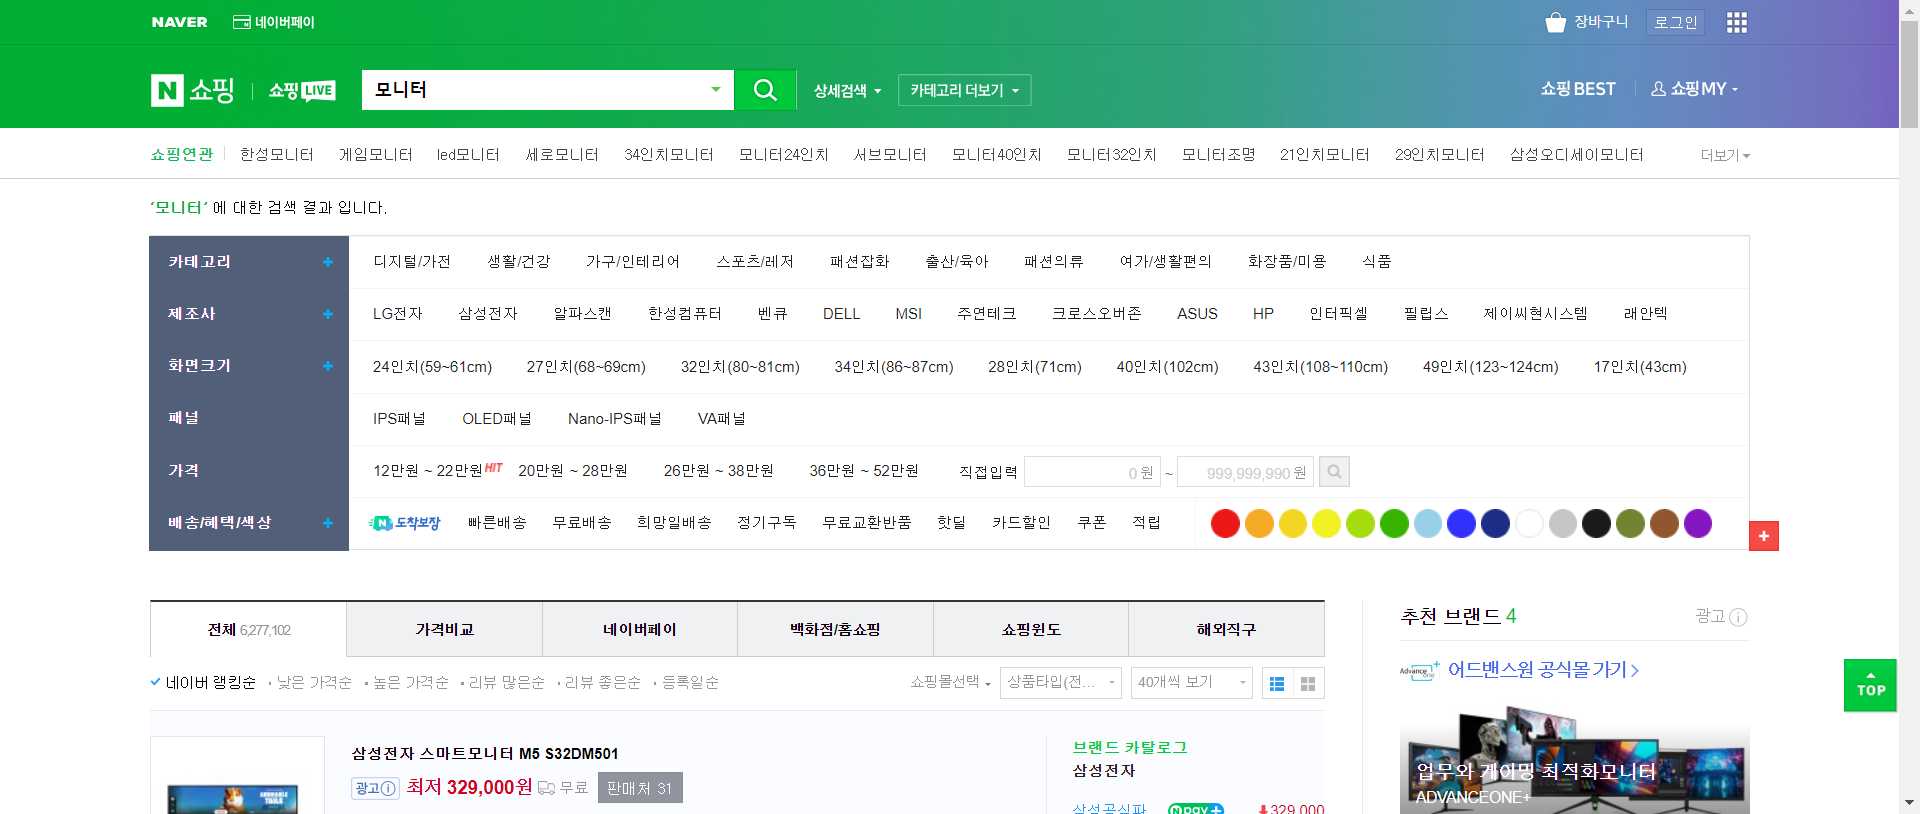 NAVER 네이버페이 장바구니 로그인
N 쇼핑 쇼핑LIVE 모니터 상세검색 카테고리 더보기 쇼핑BEST 쇼핑MY
쇼핑연관 한성모니터 게임모니터 led모니터 세로모니터 34인치모니터 모니터24인치 서브모니터 모니터40인치 모니터32인치 모니터조명 21인치모니터 29인치모니터 삼성오디세이모니터 더보기
'모니터' 에 대한 검색 결과 입니다.
카테고리 디지털/가전 생활/건강 가구/인테리어 스포츠/레저 패션잡화 출산/육아 패션의류 여가/생활편의 화장품/미용 식품
제조사 LG전자 삼성전자 알파스캔 한성컴퓨터 벤큐 DELL MSI 주연테크 크로스오버존 ASUS HP 인터픽셀 필립스 제이씨현시스템 래안텍
화면크기 24인치(59~61cm) 27인치(68~69cm) 32인치(80~81cm) 34인치(86~87cm) 28인치(71cm) 40인치(102cm) 43인치(108~110cm) 49인치(123~124cm) 17인치(43cm)
패널 IPS패널 OLED패널 Nano-IPS패널 VA패널
가격 12만원 ~ 22만원 HIT 20만원 ~ 28만원 26만원 ~ 38만원 36만원 ~ 52만원 직접입력 0 원 ~ 999,999,990 원
배송/혜택/색상 N 도착보장 빠른배송 무료배송 희망일배송 정기구독 무료교환반품 핫딜 카드할인 쿠폰 적립
전체 6,277,102 가격비교 네이버페이 백화점/홈쇼핑 쇼핑윈도 해외직구
네이버 랭킹순 낮은 가격순 높은 가격순 리뷰 많은순 리뷰 좋은순 등록일순 쇼핑몰선택 상품타입(전... 40개씩 보기
삼성전자 스마트모니터 M5 S32DM501
광고 최저 329,000원 무료 판매처 31
브랜드 카탈로그
삼성전자
삼성공식파 N pay+ 329,000
추천 브랜드 4 광고
Advance one 어드밴스원 공식몰 가기
업무와 게이밍 최적화모니터
ADVANCEONE+
TOP